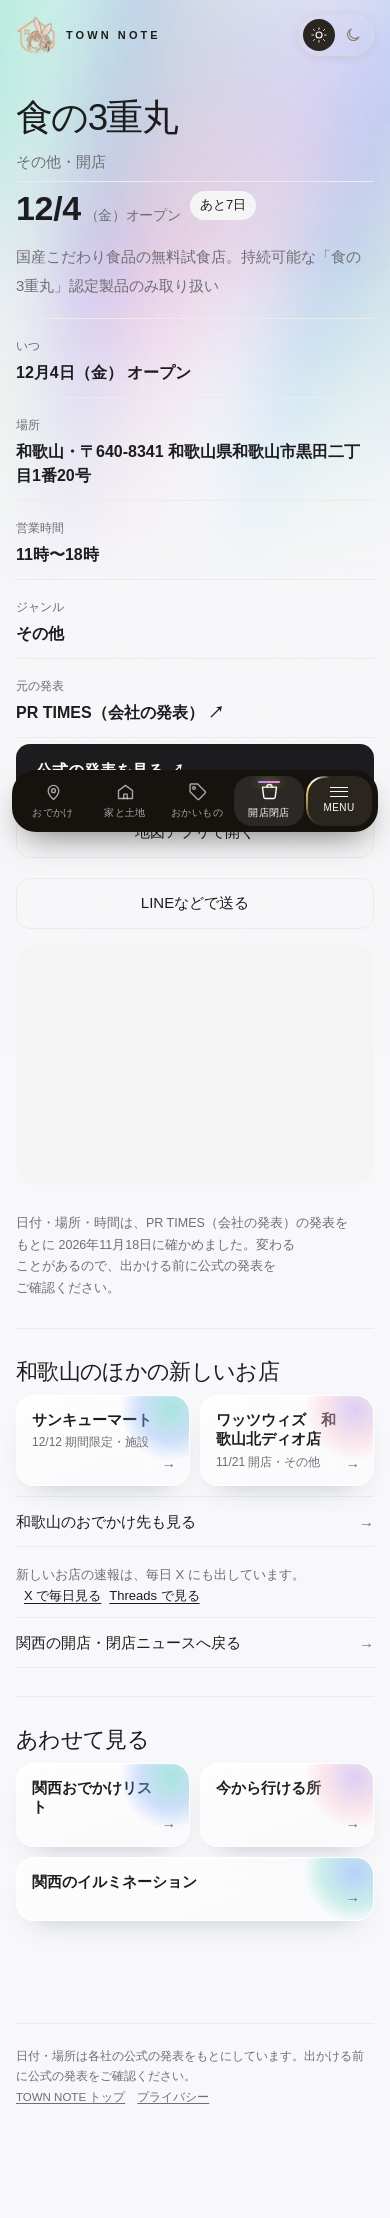 TOWN NOTE
食の3重丸
その他・開店
12/4（金）オープン あと7日
国産こだわり食品の無料試食店。持続可能な「食の
3重丸」認定製品のみ取り扱い
いつ
12月4日（金） オープン
場所
和歌山・〒640-8341 和歌山県和歌山市黒田二丁
目1番20号
営業時間
11時〜18時
ジャンル
その他
元の発表
PR TIMES（会社の発表） ↗
公式の発表を見る ↗
おでかけ 家と土地 おかいもの 開店閉店 MENU
地図アプリで開く
LINEなどで送る
日付・場所・時間は、PR TIMES（会社の発表）の発表を
もとに 2026年11月18日に確かめました。変わる
ことがあるので、出かける前に公式の発表を
ご確認ください。
和歌山のほかの新しいお店
サンキューマート
12/12 期間限定・施設
→
ワッツウィズ　和
歌山北ディオ店
11/21 開店・その他
→
和歌山のおでかけ先も見る →
新しいお店の速報は、毎日 X にも出しています。
X で毎日見る Threads で見る
関西の開店・閉店ニュースへ戻る →
あわせて見る
関西おでかけリス
ト
→
今から行ける所
→
関西のイルミネーション
→
日付・場所は各社の公式の発表をもとにしています。出かける前
に公式の発表をご確認ください。
TOWN NOTE トップ プライバシー